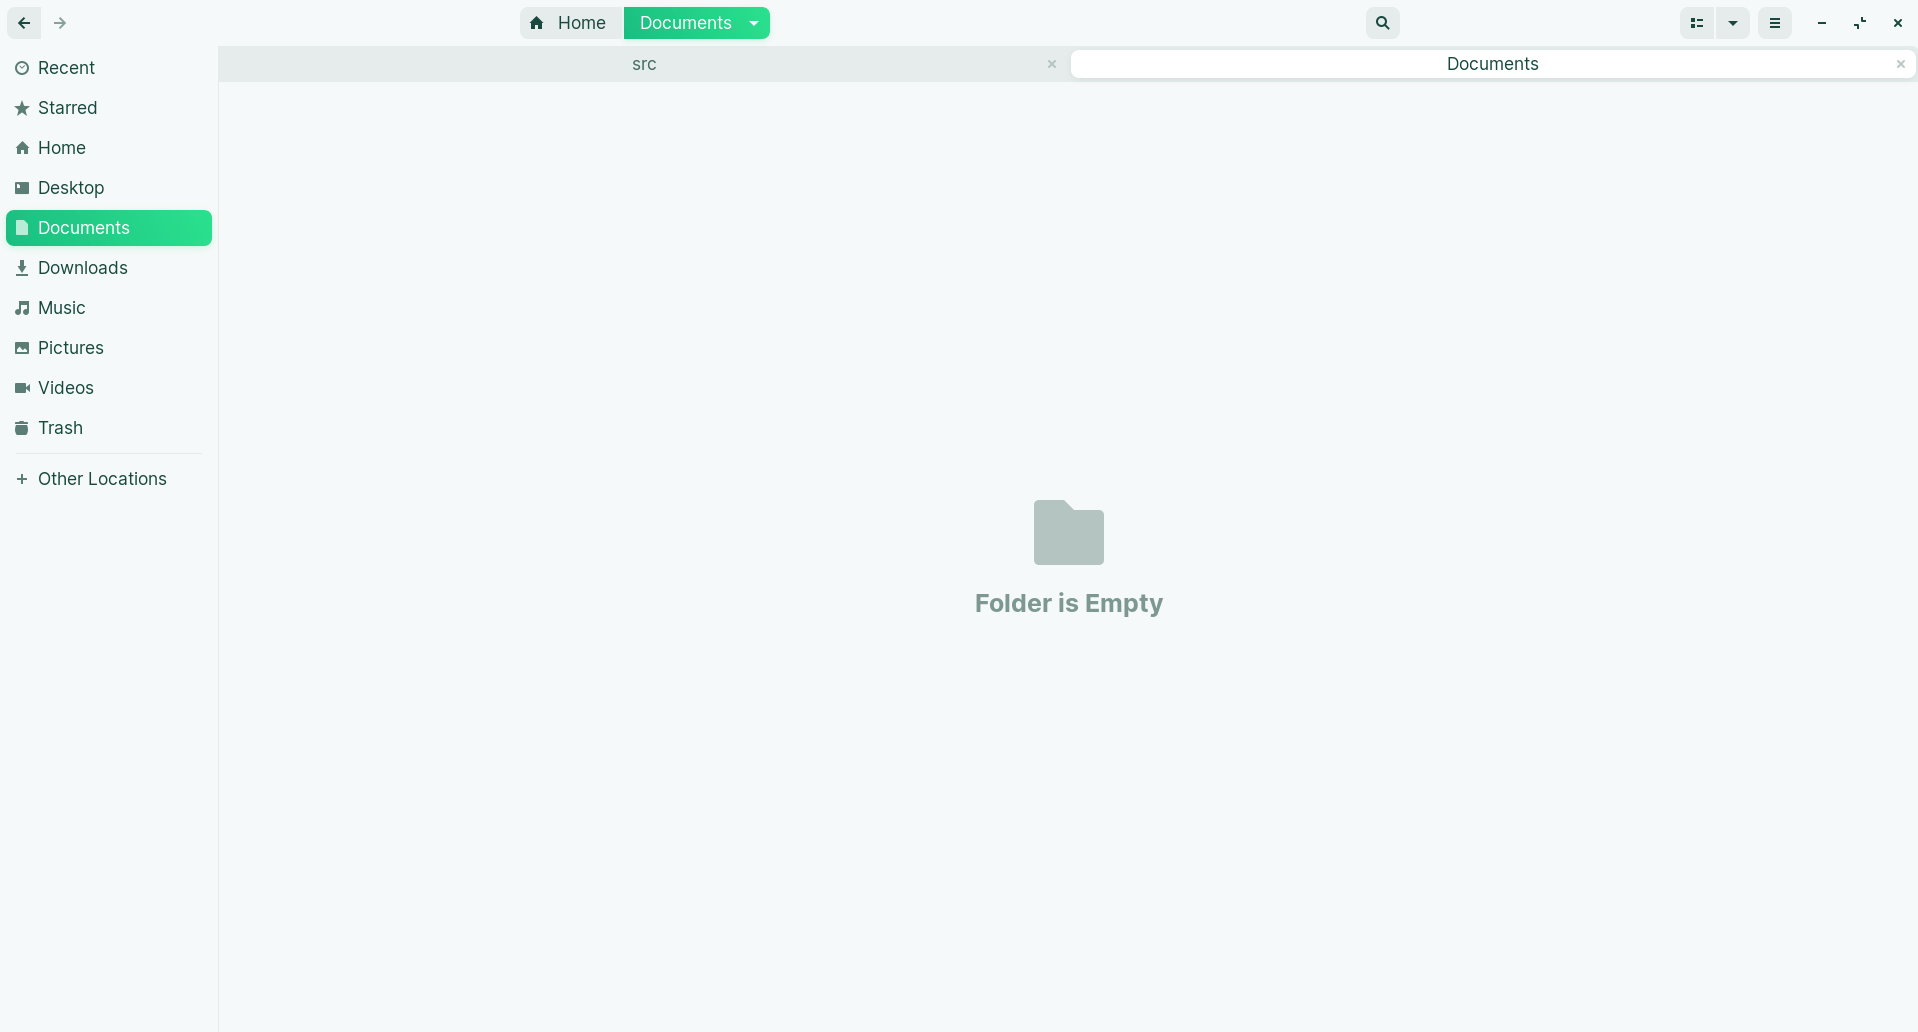 Home
Documents
src
Documents
Recent
Starred
Home
Desktop
Documents
Downloads
Music
Pictures
Videos
Trash
Other Locations
Folder is Empty